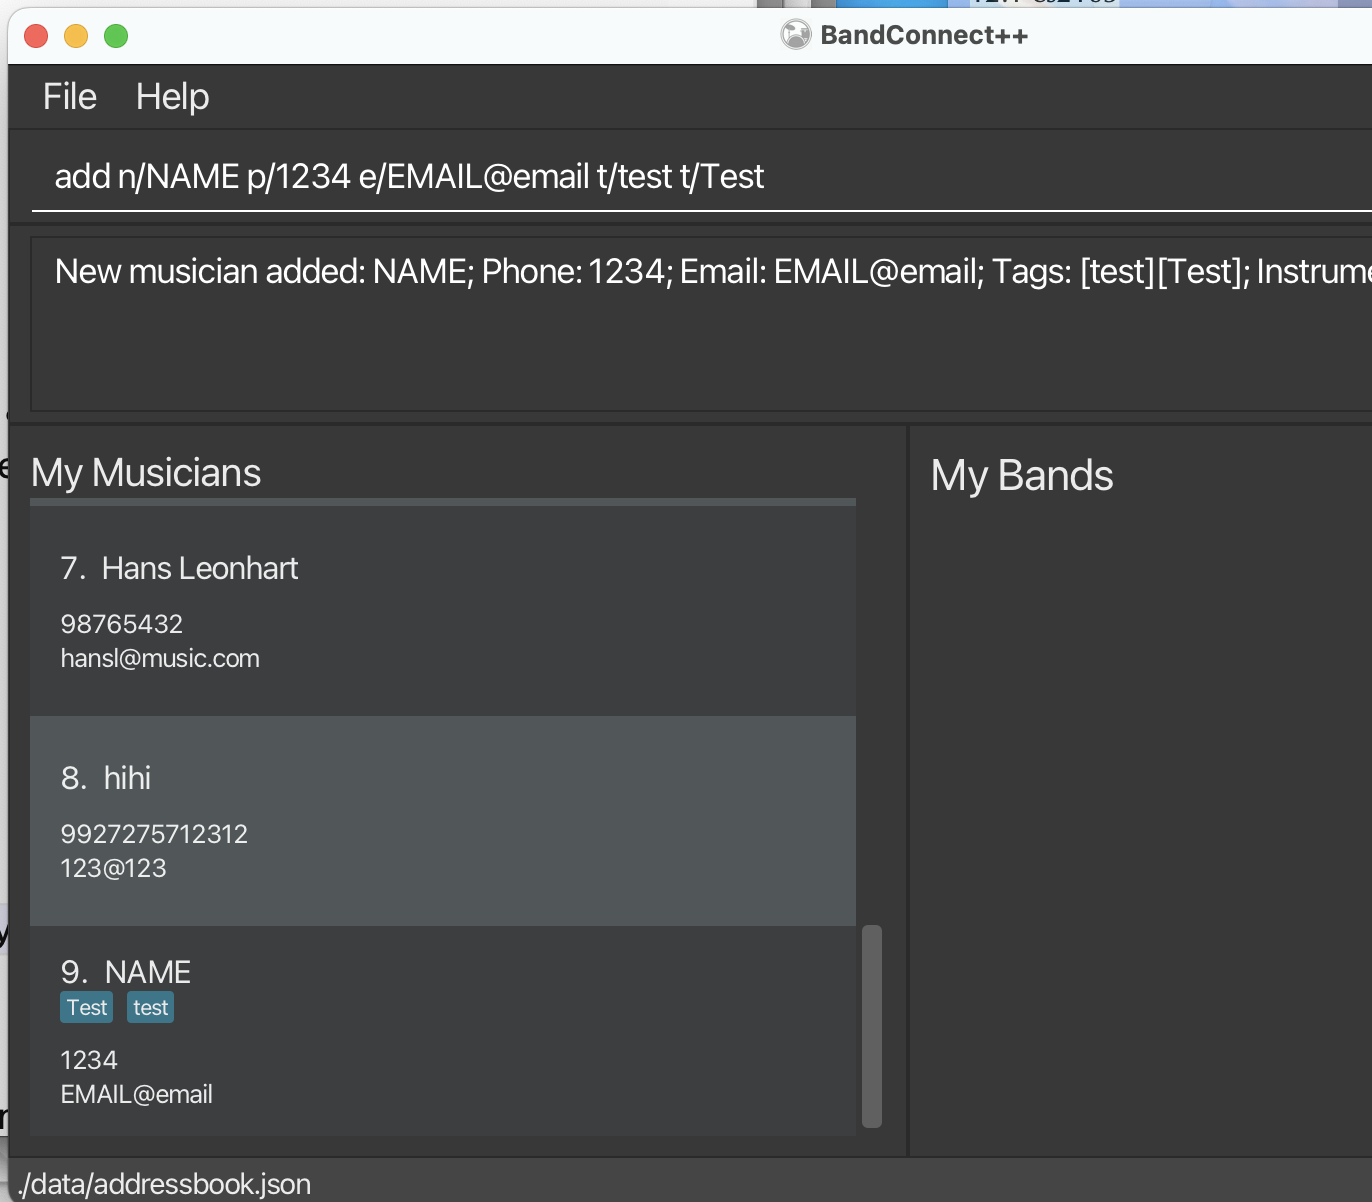 BandConnect++
File Help
add n/NAME p/1234 e/EMAIL@email t/test t/Test
New musician added: NAME; Phone: 1234; Email: EMAIL@email; Tags: [test][Test]; Instrume
My Musicians
My Bands
7. Hans Leonhart
98765432
hansl@music.com
8. hihi
9927275712312
123@123
9. NAME
Test test
1234
EMAIL@email
./data/addressbook.json